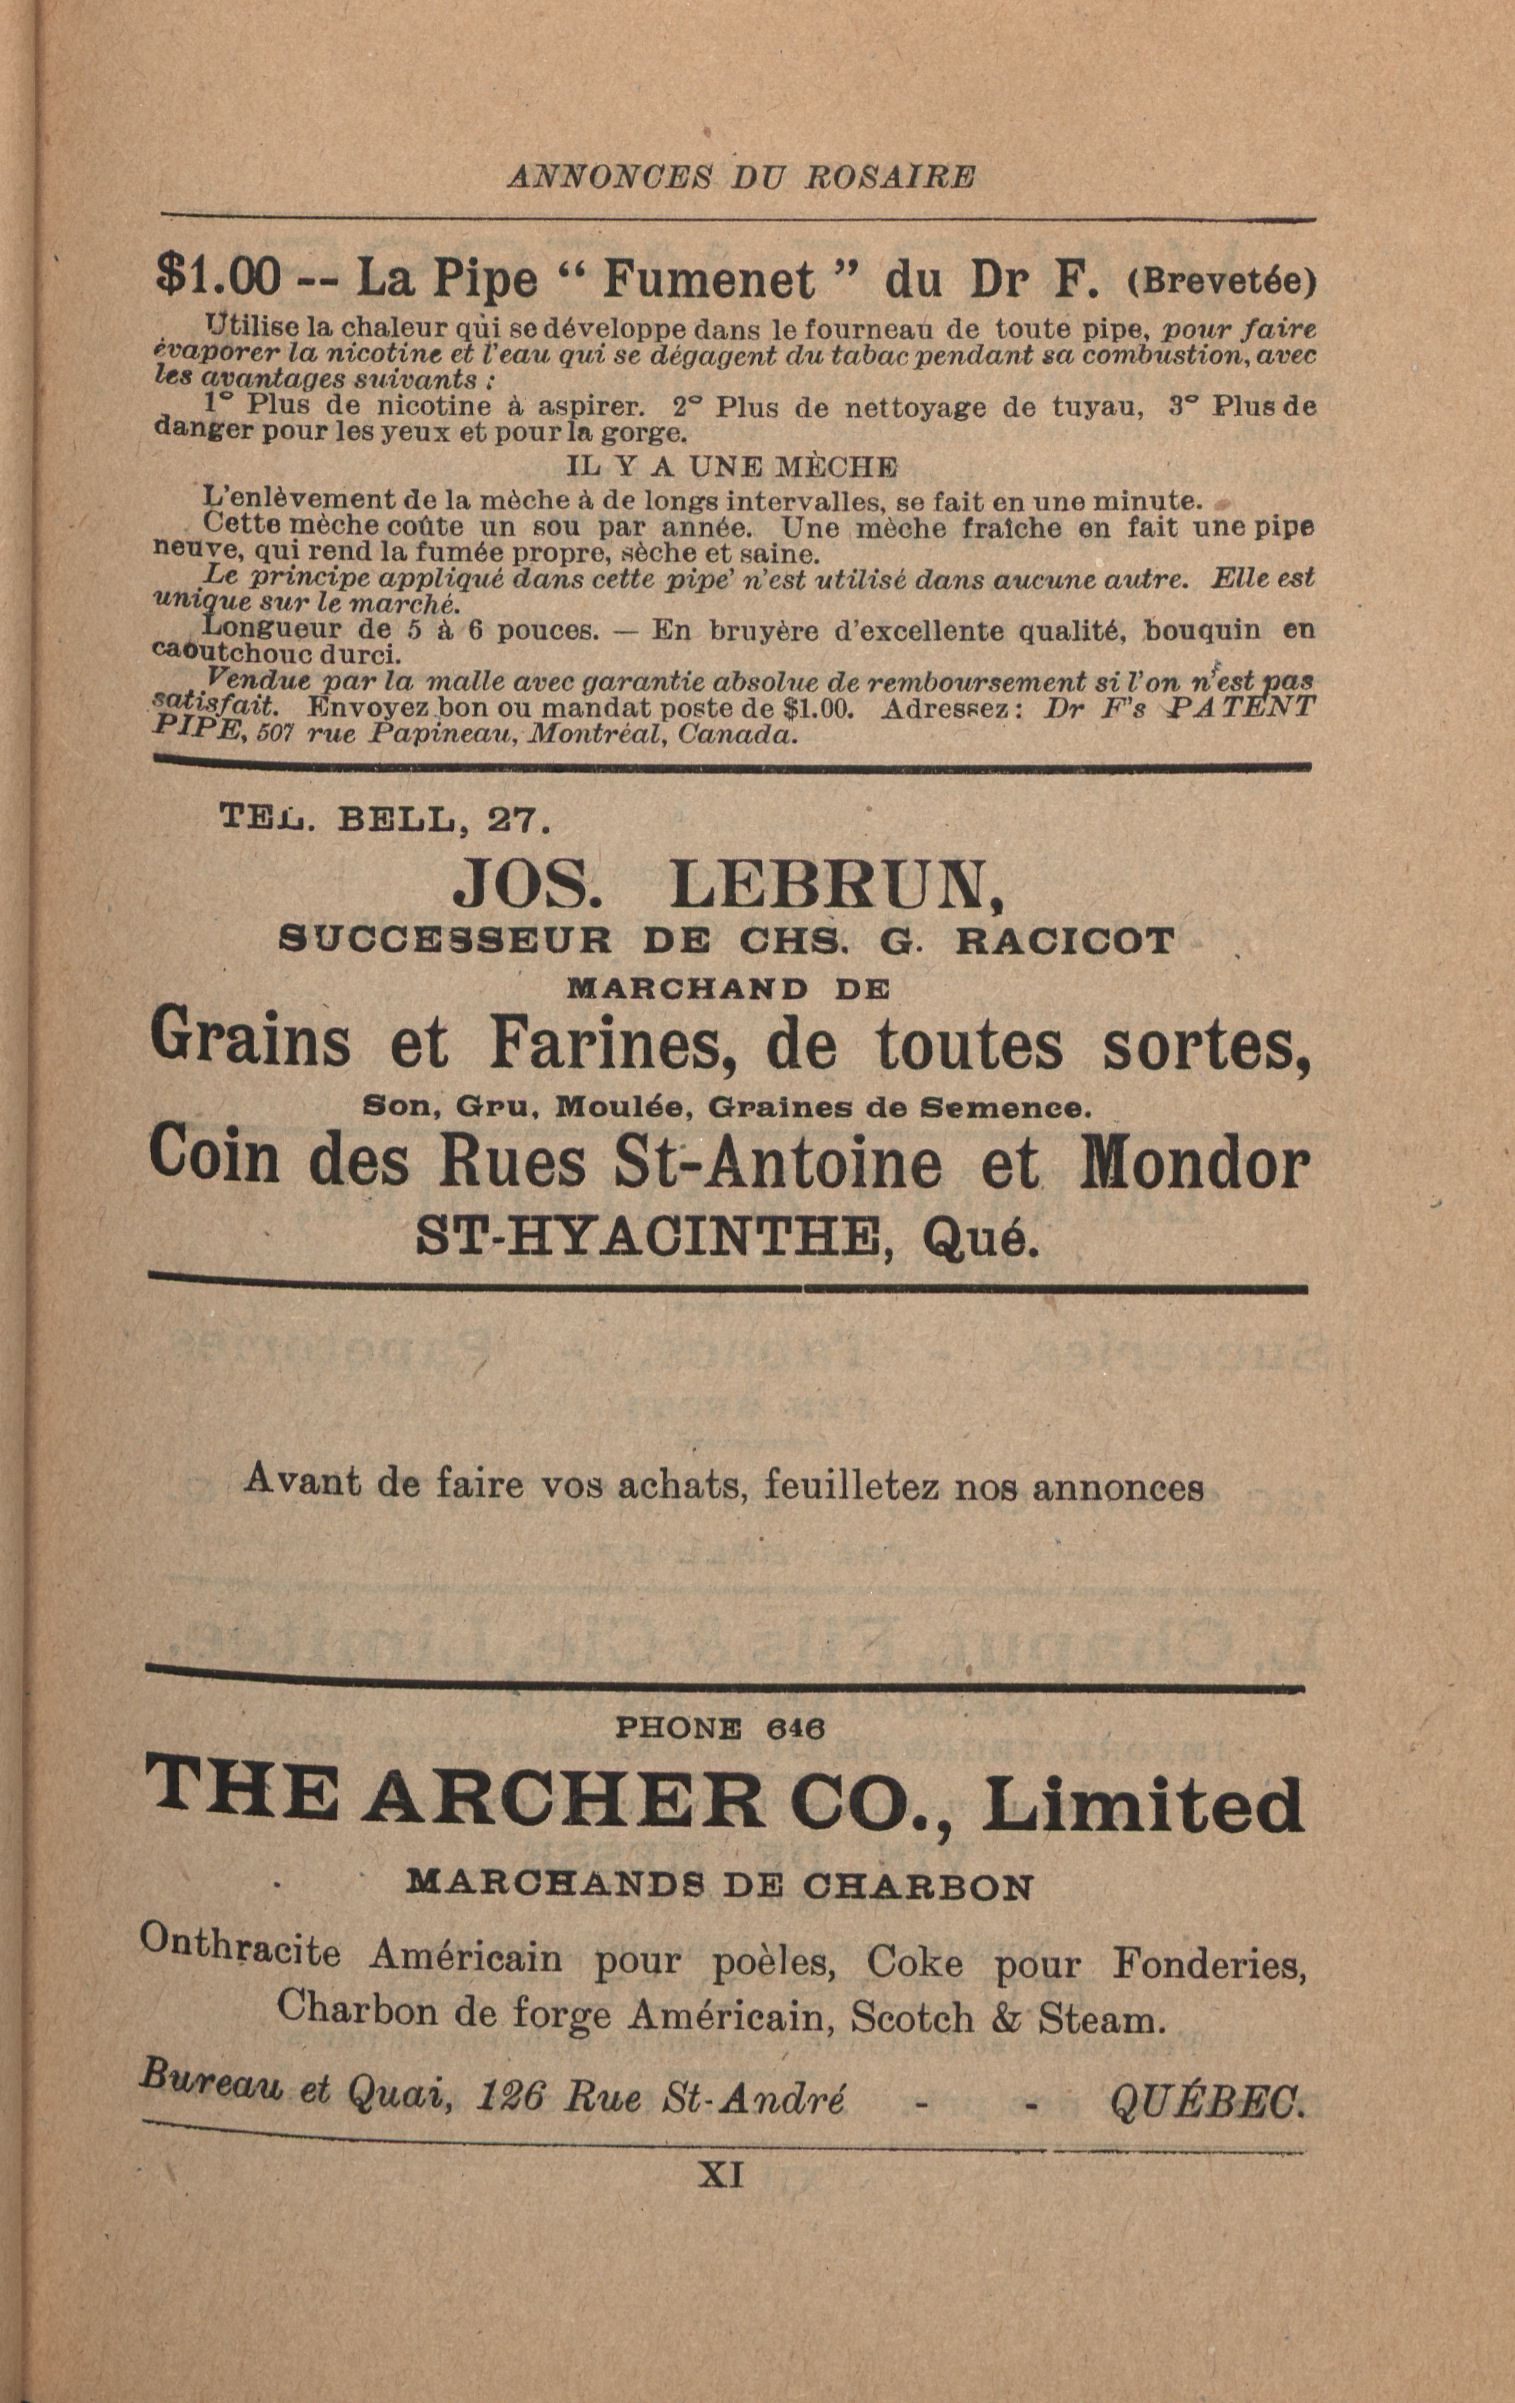 ANNONCES DU ROSAIRE
$1.00 -- La Pipe “ Fumenet ” du Dr F. (Brevetée)
Utilise la chaleur qui se développe dans le fourneau de toute pipe, pour faire
évaporer la nicotine et l'eau qui se dégagent du tabac pendant sa combustion, avec
les avantages suivants :
1° Plus de nicotine à aspirer. 2° Plus de nettoyage de tuyau, 3° Plus de
danger pour les yeux et pour la gorge.
IL Y A UNE MÈCHE
L'enlèvement de la mèche à de longs intervalles, se fait en une minute.
Cette mèche coûte un sou par année. Une mèche fraîche en fait une pipe
neuve, qui rend la fumée propre, sèche et saine.
Le principe appliqué dans cette pipe n'est utilisé dans aucune autre. Elle est
unique sur le marché.
Longueur de 5 à 6 pouces. — En bruyère d'excellente qualité, bouquin en
caoutchouc durci.
Vendue par la malle avec garantie absolue de remboursement si l'on n'est pas
satisfait. Envoyez bon ou mandat poste de $1.00. Adressez : Dr F's PATENT
PIPE, 507 rue Papineau, Montréal, Canada.
TEL. BELL, 27.
JOS. LEBRUN,
SUCCESSEUR DE CHS. G. RACICOT
MARCHAND DE
Grains et Farines, de toutes sortes,
Son, Gru, Moulée, Graines de Semence.
Coin des Rues St-Antoine et Mondor
ST-HYACINTHE, Qué.
Avant de faire vos achats, feuilletez nos annonces
PHONE 646
THE ARCHER CO., Limited
MARCHANDS DE CHARBON
Onthracite Américain pour poèles, Coke pour Fonderies,
Charbon de forge Américain, Scotch & Steam.
Bureau et Quai, 126 Rue St-André - - QUÉBEC.
XI